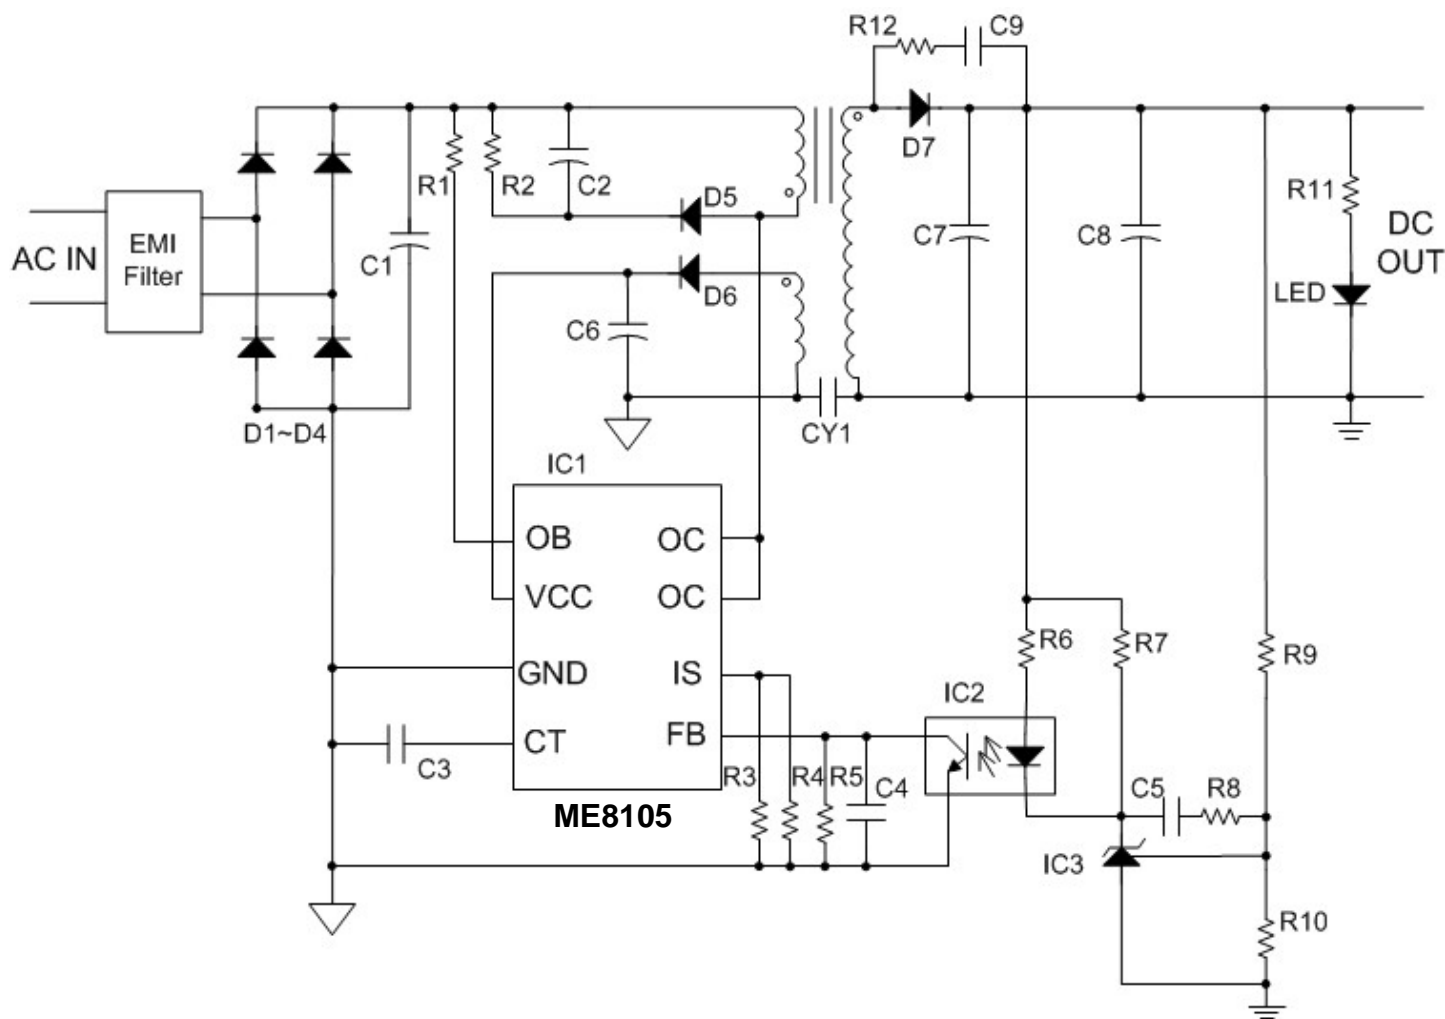 R12
C9
D7
R1
R2
C2
D5
R11
AC IN
EMI
Filter
C1
C7
C8
DC
OUT
D6
LED
C6
D1~D4
CY1
IC1
OB
OC
VCC
OC
R6
R7
R9
GND
IS
IC2
CT
FB
C3
R3
R4
R5
C4
C5
R8
ME8105
IC3
R10